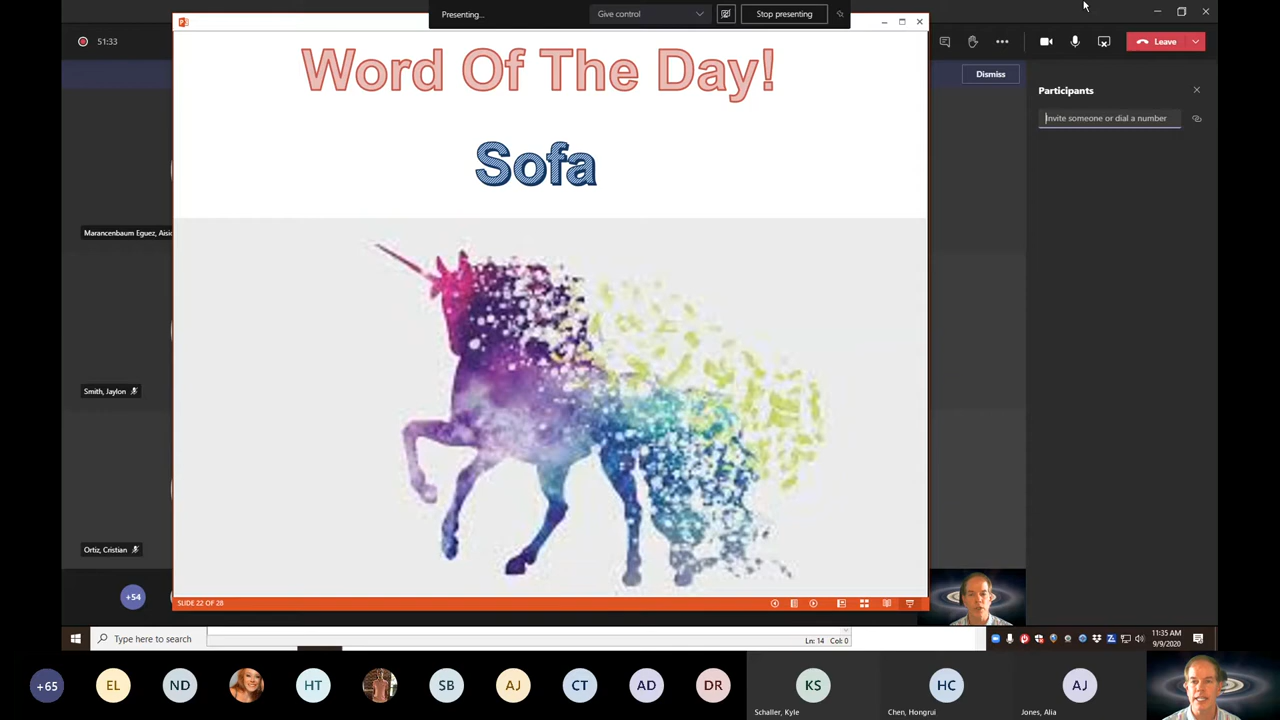 Presenting...
Give control
Stop presenting
51:33
Leave
Word Of The Day!
Dismiss
Participants
Invite someone or dial a number
Sofa
Marancenbaum Eguez, Aisic
Smith, Jaylon
Ortiz, Cristian
+54
SLIDE 22 OF 28
Type here to search
Ln: 14 Col: 0
11:35 AM
9/9/2020
+65
EL
ND
HT
SB
AJ
CT
AD
DR
KS
HC
AJ
Schaller, Kyle
Chen, Hongrui
Jones, Alia